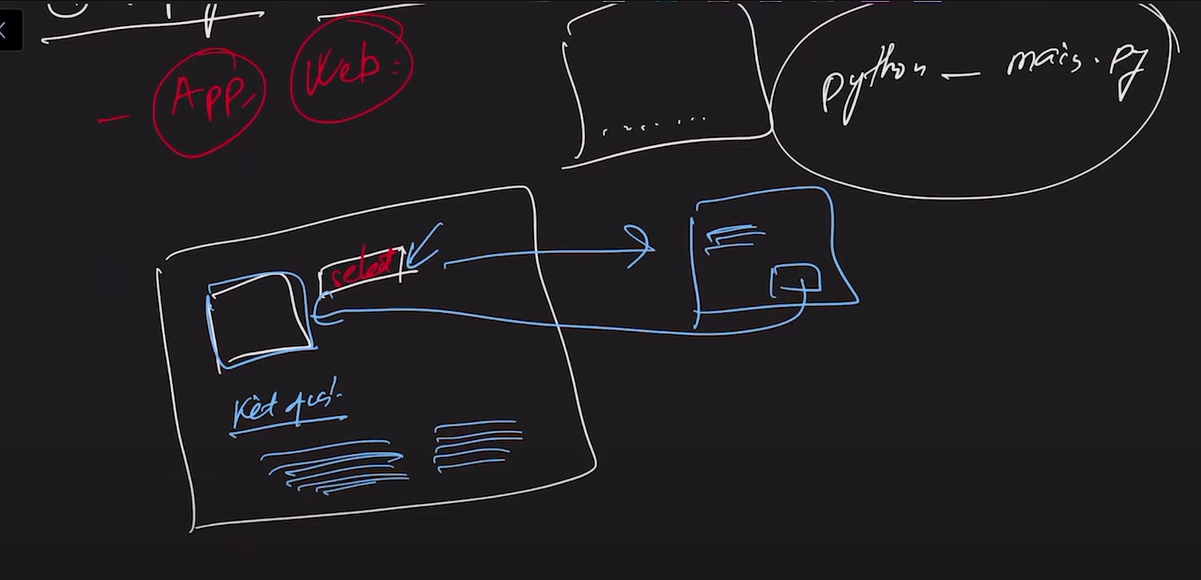 - App, Web:
python - main.py
select
Kết quả.